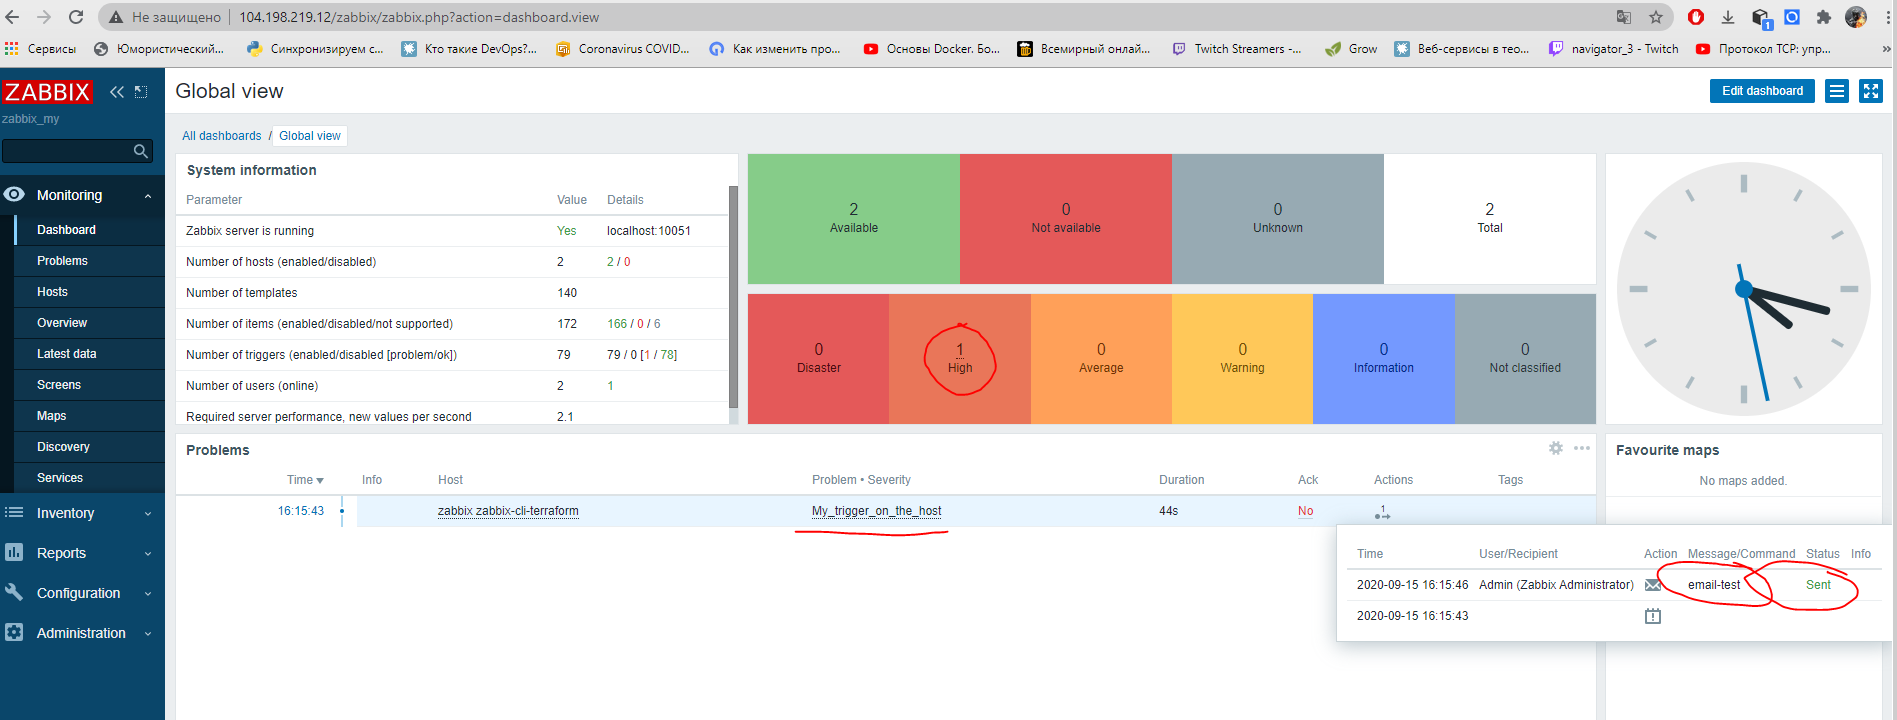 Не защищено 104.198.219.12/zabbix/zabbix.php?action=dashboard.view
Сервисы Юмористический... Синхронизируем с... Кто такие DevOps?... Coronavirus COVID... Как изменить про... Основы Docker. Бо... Всемирный онлай... Twitch Streamers -... Grow Веб-сервисы в тео... navigator_3 - Twitch Протокол TCP: упр... »
ZABBIX
zabbix_my
Monitoring
Dashboard
Problems
Hosts
Overview
Latest data
Screens
Maps
Discovery
Services
Inventory
Reports
Configuration
Administration
Global view
Edit dashboard
All dashboards / Global view
System information
Parameter Value Details
Zabbix server is running Yes localhost:10051
Number of hosts (enabled/disabled) 2 2 / 0
Number of templates 140
Number of items (enabled/disabled/not supported) 172 166 / 0 / 6
Number of triggers (enabled/disabled [problem/ok]) 79 79 / 0 [1 / 78]
Number of users (online) 2 1
Required server performance, new values per second 2.1
2 0 0 2
Available Not available Unknown Total
0 1 0 0 0 0
Disaster High Average Warning Information Not classified
Problems
Time Info Host Problem • Severity Duration Ack Actions Tags
16:15:43 zabbix zabbix-cli-terraform My_trigger_on_the_host 44s No 1
Favourite maps
No maps added.
Time User/Recipient Action Message/Command Status Info
2020-09-15 16:15:46 Admin (Zabbix Administrator) email-test Sent
2020-09-15 16:15:43
1